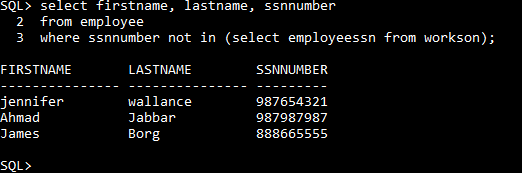 SQL> select firstname, lastname, ssnnumber
2 from employee
3 where ssnnumber not in (select employeessn from workson);
FIRSTNAME LASTNAME SSNNUMBER
--------------- --------------- ---------
jennifer wallance 987654321
Ahmad Jabbar 987987987
James Borg 888665555
SQL>